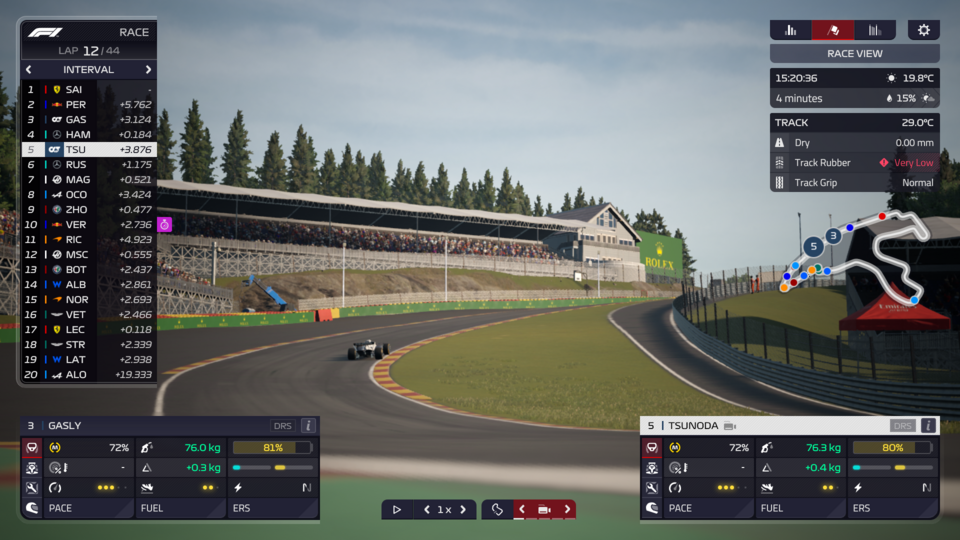 F1 RACE
LAP 12/44
INTERVAL
1 SAI -
2 PER +5.762
3 GAS +3.124
4 HAM +0.184
5 TSU +3.876
6 RUS +1.175
7 MAG +0.521
8 OCO +3.424
9 ZHO +0.477
10 VER +2.736
11 RIC +4.923
12 MSC +0.555
13 BOT +2.437
14 ALB +2.861
15 NOR +2.693
16 VET +2.466
17 LEC +0.118
18 STR +2.339
19 LAT +2.938
20 ALO +19.333
RACE VIEW
15:20:36 19.8°C
4 minutes 15%
TRACK 29.0°C
Dry 0.00 mm
Track Rubber Very Low
Track Grip Normal
3
5
ROLEX
3 GASLY DRS i
M 72% 76.0 kg 81%
- +0.3 kg
N
PACE FUEL ERS
1x
5 TSUNODA DRS i
M 72% 76.3 kg 80%
- +0.4 kg
N
PACE FUEL ERS